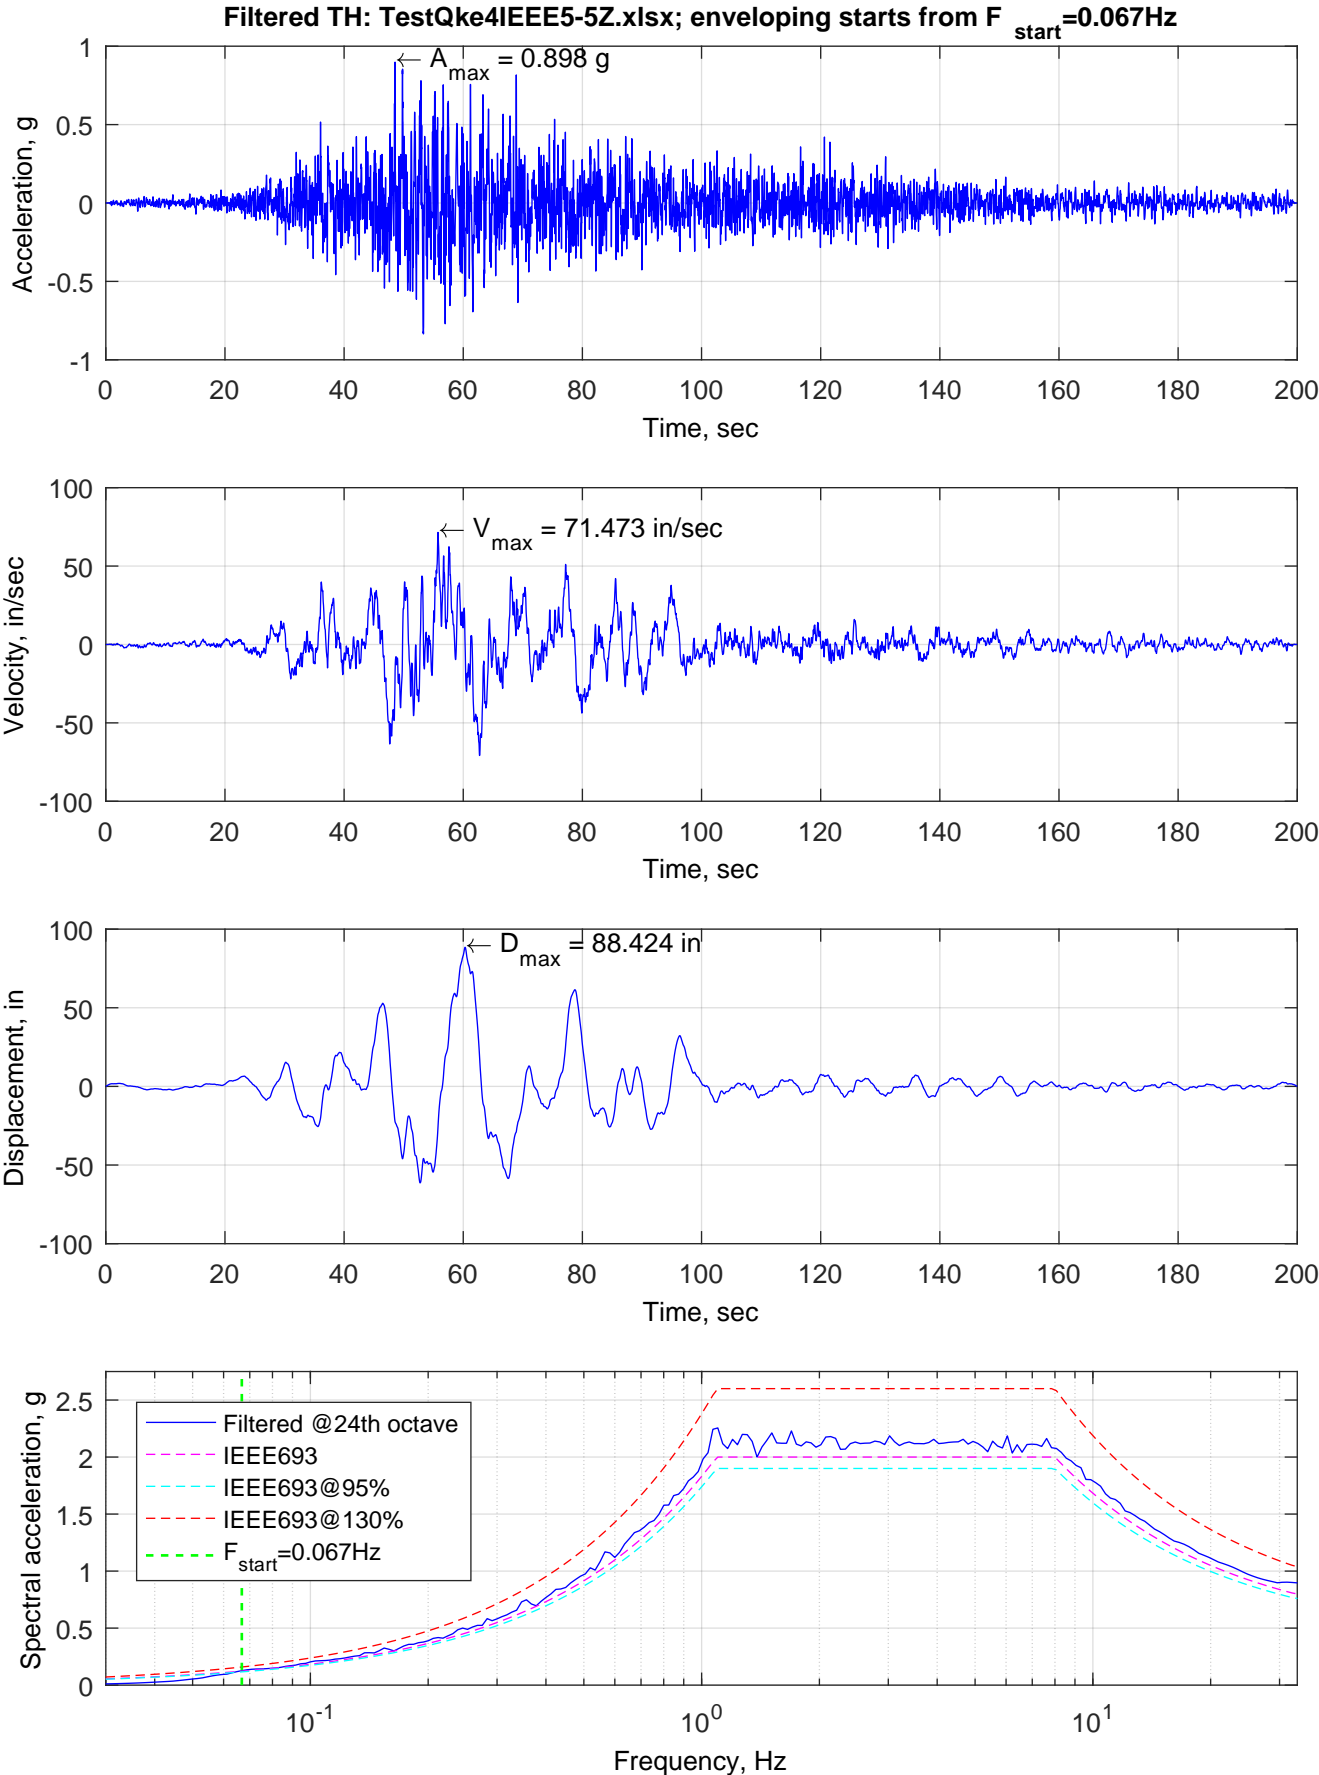 Filtered TH: TestQke4IEEE5-5Z.xlsx; enveloping starts from F start=0.067Hz
1
0.5
0
-0.5
-1
Acceleration, g
A max = 0.898 g
0 20 40 60 80 100 120 140 160 180 200
Time, sec
100
50
0
-50
-100
Velocity, in/sec
V max = 71.473 in/sec
0 20 40 60 80 100 120 140 160 180 200
Time, sec
100
50
0
-50
-100
Displacement, in
D max = 88.424 in
0 20 40 60 80 100 120 140 160 180 200
Time, sec
2.5
2
1.5
1
0.5
0
Spectral acceleration, g
Filtered @24th octave
IEEE693
IEEE693@95%
IEEE693@130%
F start=0.067Hz
10-1 100 101
Frequency, Hz